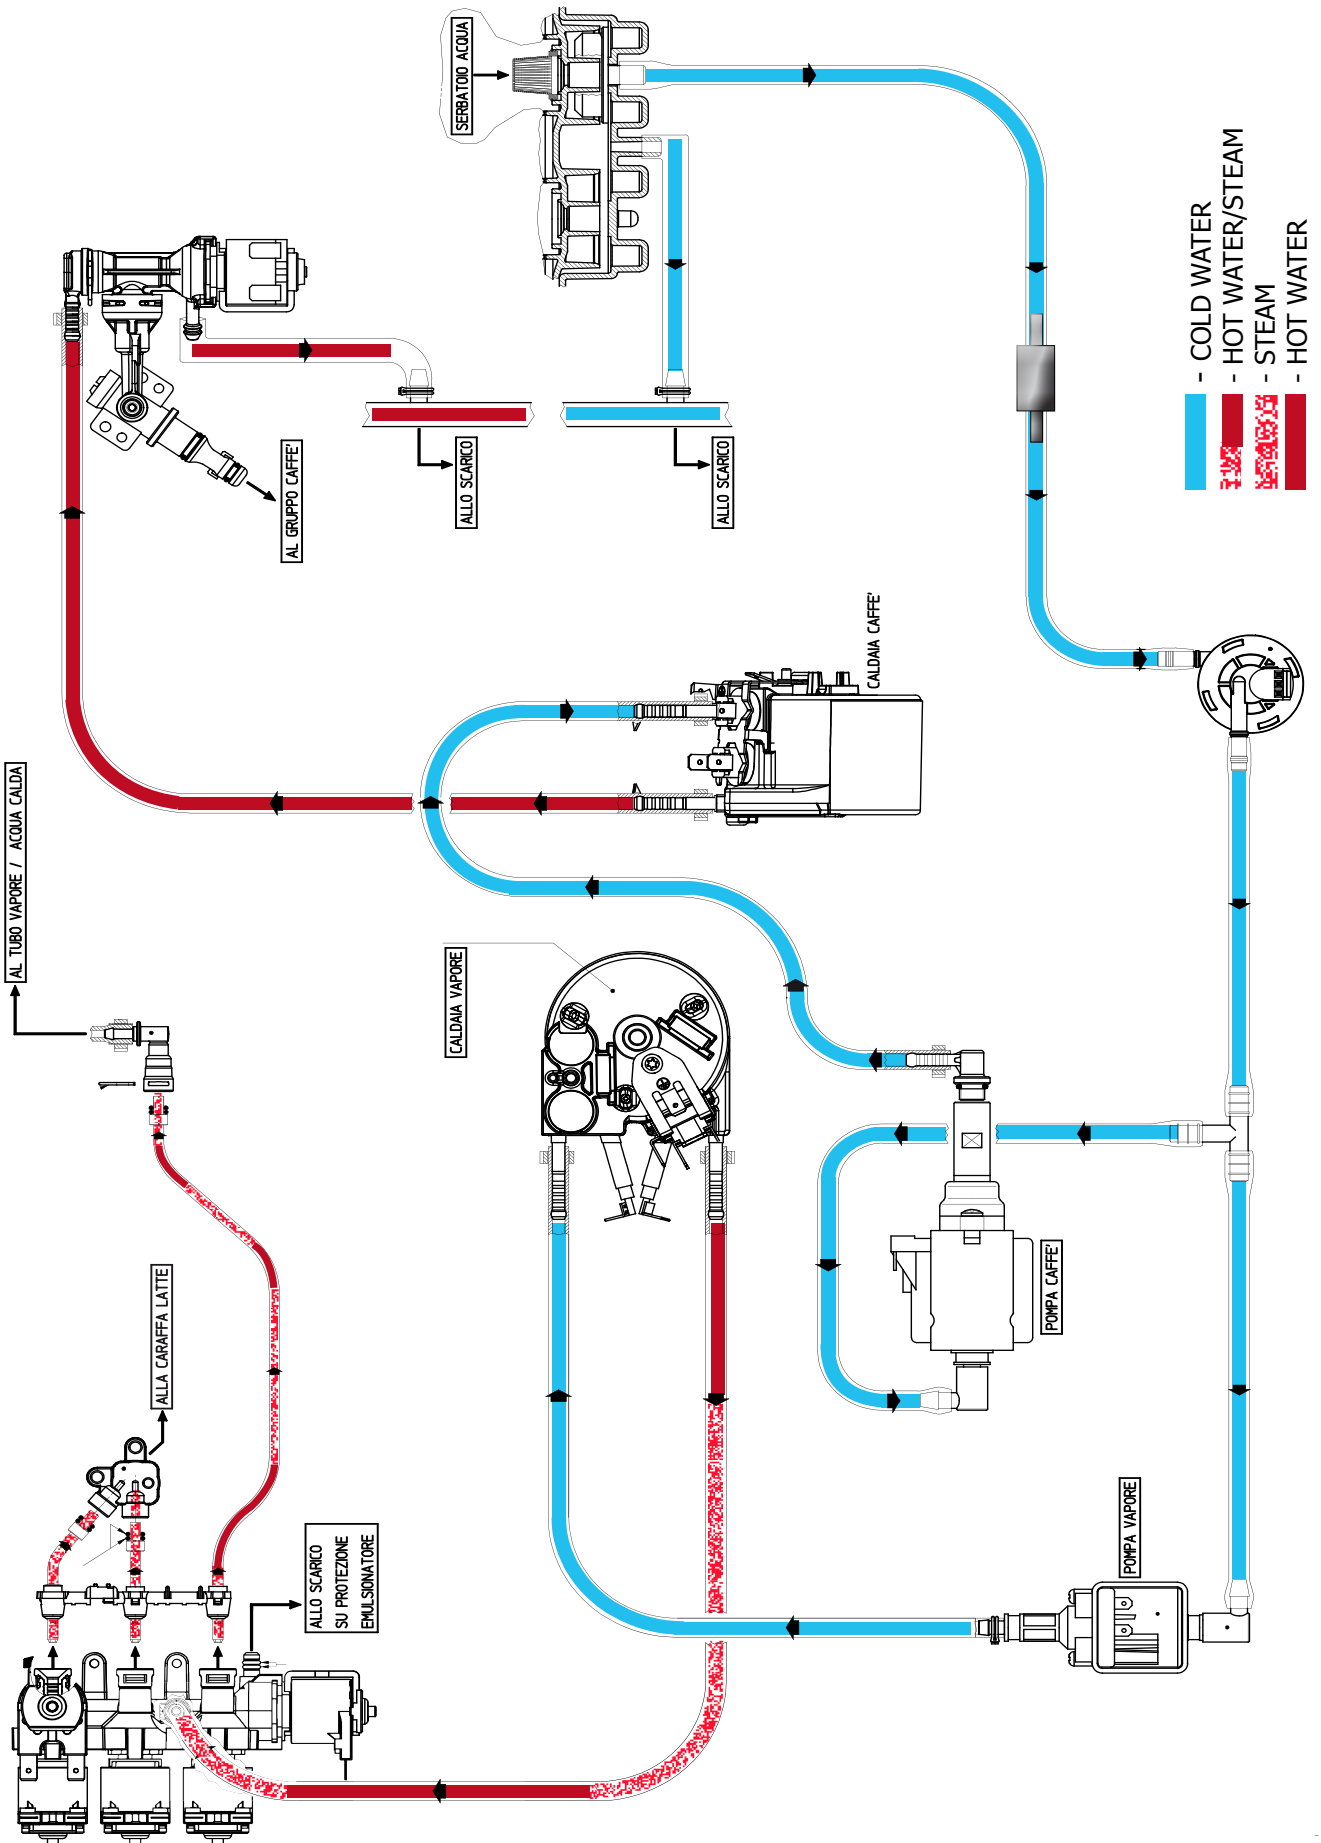 SERBATOIO ACQUA
- COLD WATER
- HOT WATER/STEAM
- STEAM
- HOT WATER
AL GRUPPO CAFFE'
ALLO SCARICO
ALLO SCARICO
CALDAIA CAFFE'
AL TUBO VAPORE / ACQUA CALDA
CALDAIA VAPORE
POMPA CAFFE'
ALLA CARAFFA LATTE
POMPA VAPORE
ALLO SCARICO
SU PROTEZIONE
EMULSIONATORE